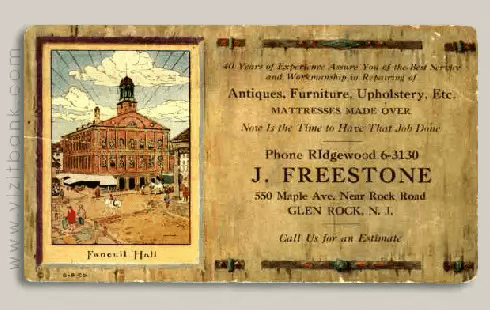 www.vizitbank.com
40 Years of Experience Assure You of the Best Service
and Workmanship in Repairing of
Antiques, Furniture, Upholstery, Etc.
MATTRESSES MADE OVER
Now Is the Time to Have That Job Done
Phone RIdgewood 6-3130
J. FREESTONE
550 Maple Ave. Near Rock Road
GLEN ROCK, N. J.
Call Us for an Estimate
Faneuil Hall